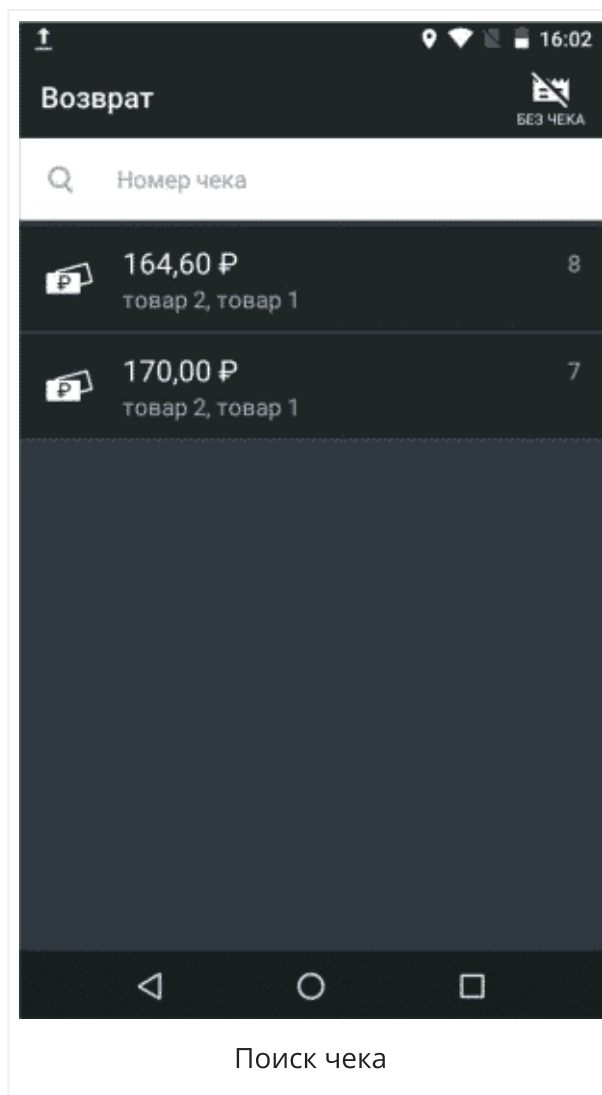 16:02
Возврат
БЕЗ ЧЕКА
Номер чека
164,60 ₽ 8
товар 2, товар 1
170,00 ₽ 7
товар 2, товар 1
Поиск чека